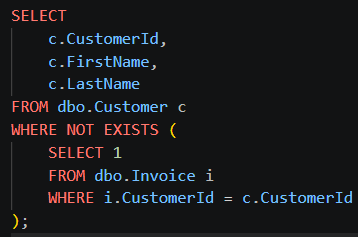 SELECT
    c.CustomerId,
    c.FirstName,
    c.LastName
FROM dbo.Customer c
WHERE NOT EXISTS (
    SELECT 1
    FROM dbo.Invoice i
    WHERE i.CustomerId = c.CustomerId
);